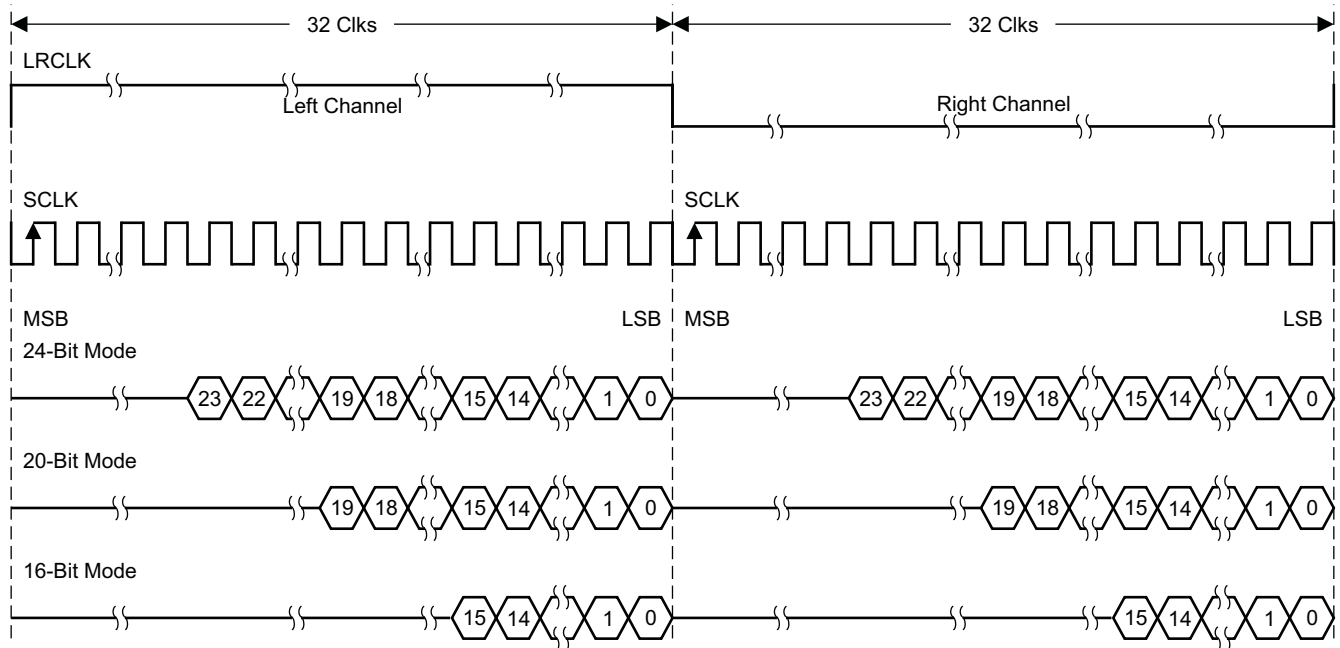 32 Clks 32 Clks
LRCLK
Left Channel Right Channel
SCLK SCLK
MSB LSB MSB LSB
24-Bit Mode
23 22 19 18 15 14 1 0 23 22 19 18 15 14 1 0
20-Bit Mode
19 18 15 14 1 0 19 18 15 14 1 0
16-Bit Mode
15 14 1 0 15 14 1 0